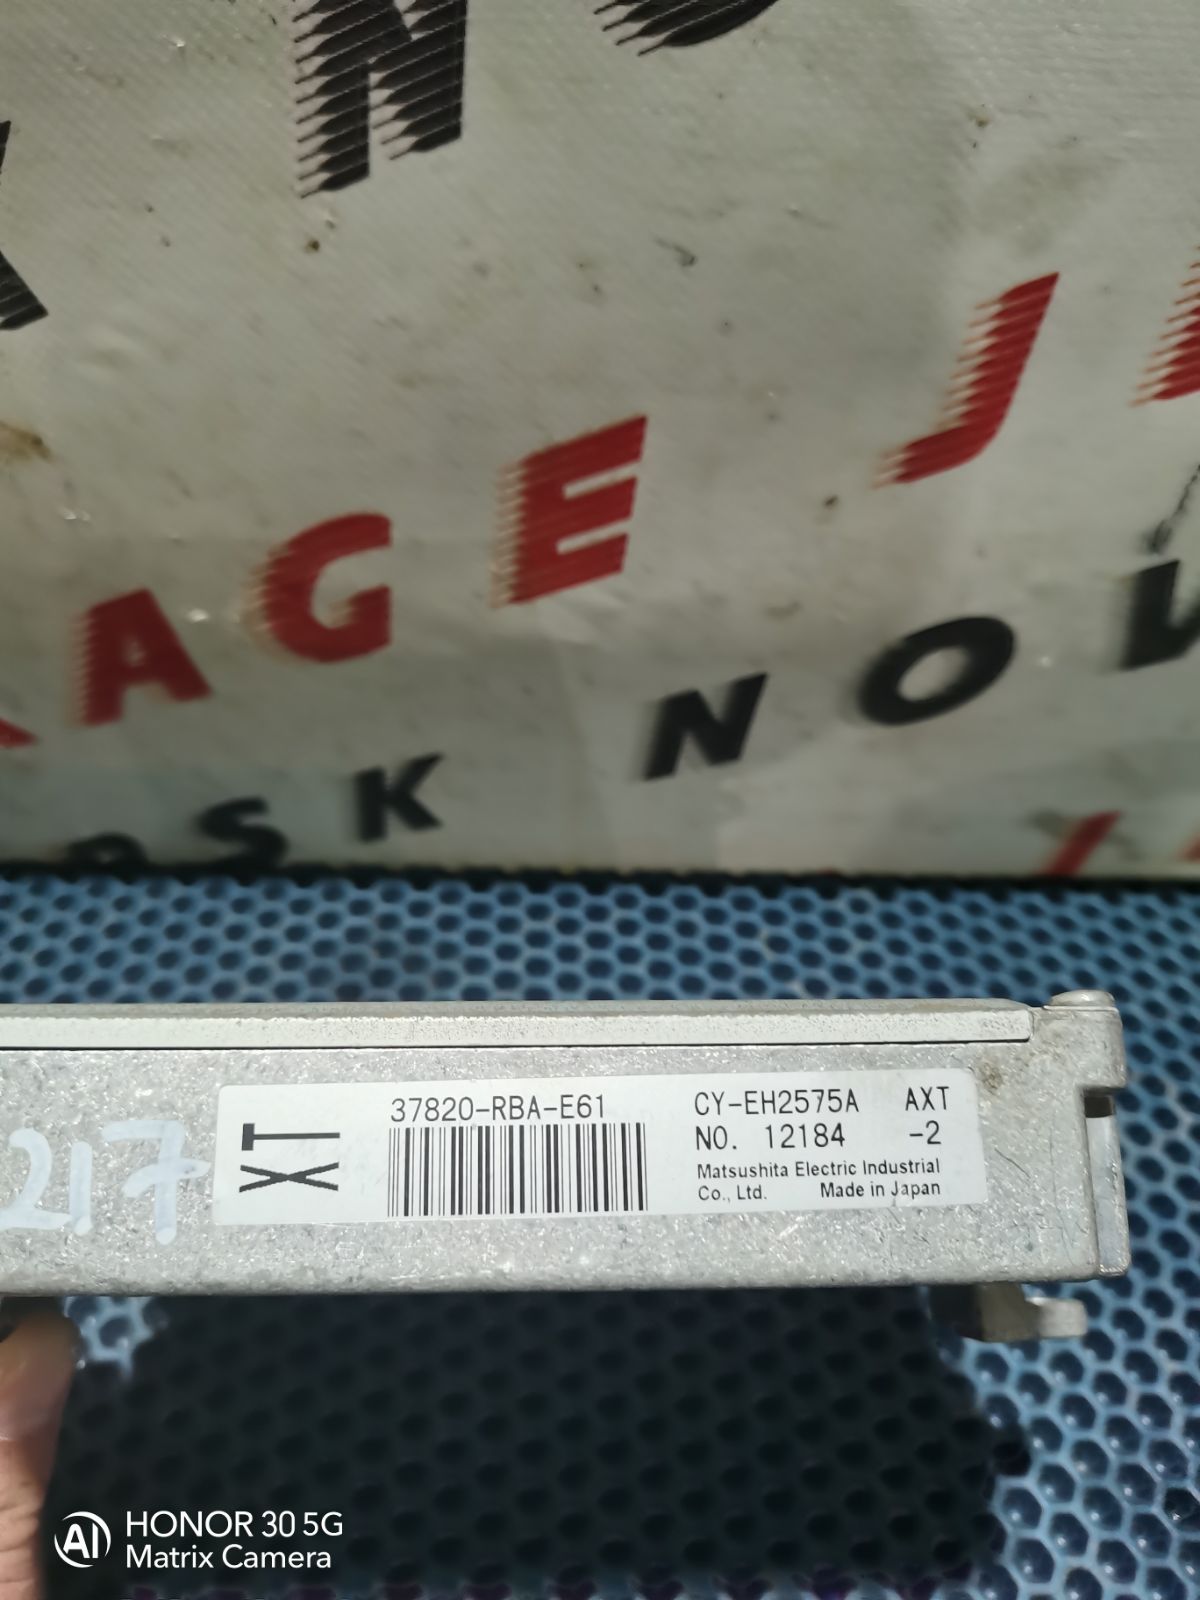 N
AGE J
SK NO
217
XT
37820-RBA-E61
CY-EH2575A AXT
NO. 12184 -2
Matsushita Electric Industrial
Co., Ltd. Made in Japan
AI
HONOR 30 5G
Matrix Camera